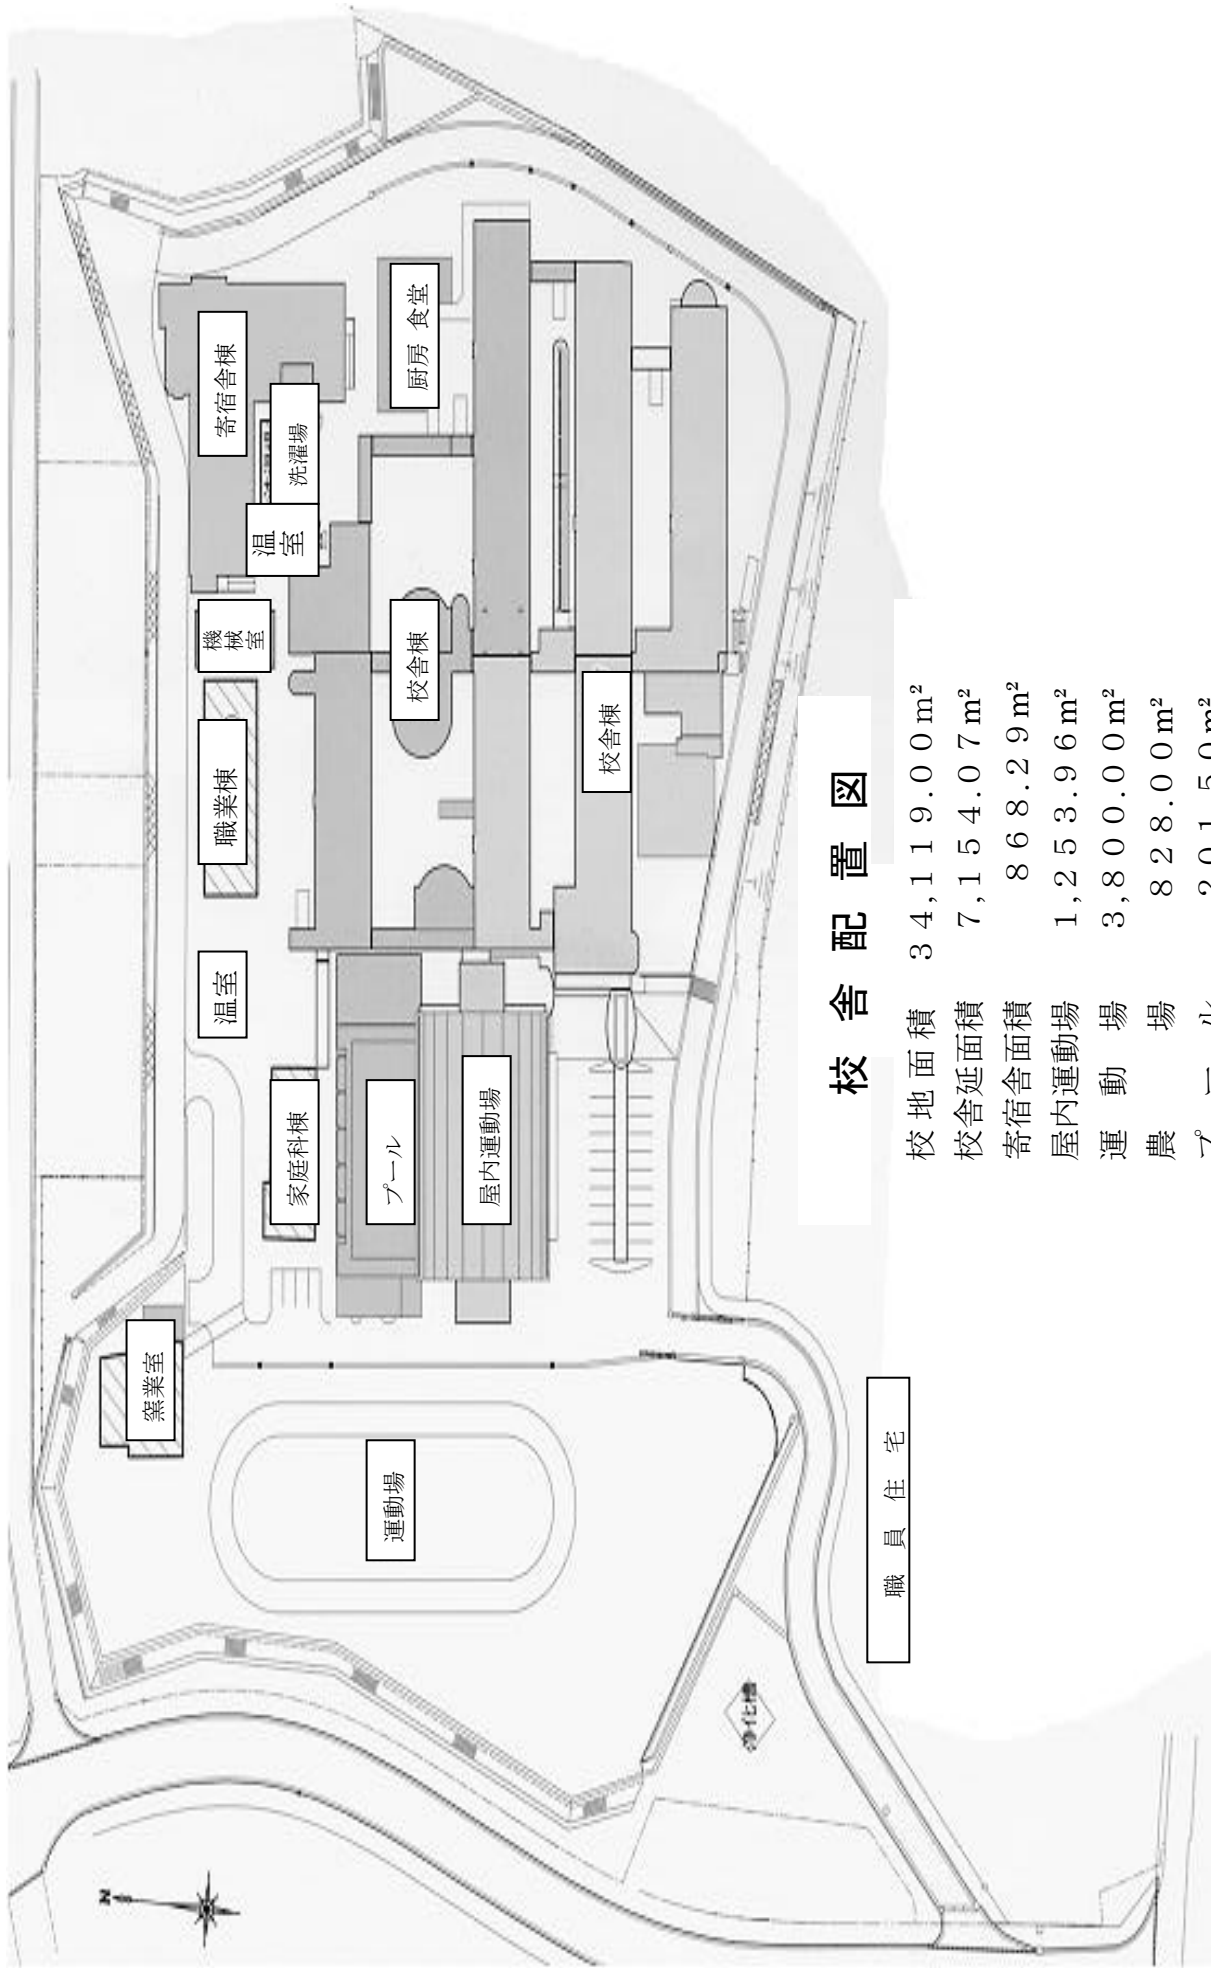 N
窯業室
温室
職業棟
機械室
寄宿舎棟
家庭科棟
温室
洗濯場
運動場
プール
校舎棟
厨房 食堂
屋内運動場
校舎棟
浄化槽
職 員 住 宅
校 舎 配 置 図
校 地 面 積 ３４,１１９.００㎡
校舎延面積 ７,１５４.０７㎡
寄宿舎面積 ８６８.２９㎡
屋内運動場 １,２５３.９６㎡
運 動 場 ３,８００.００㎡
農 場 ８２８.００㎡
プ ー ル